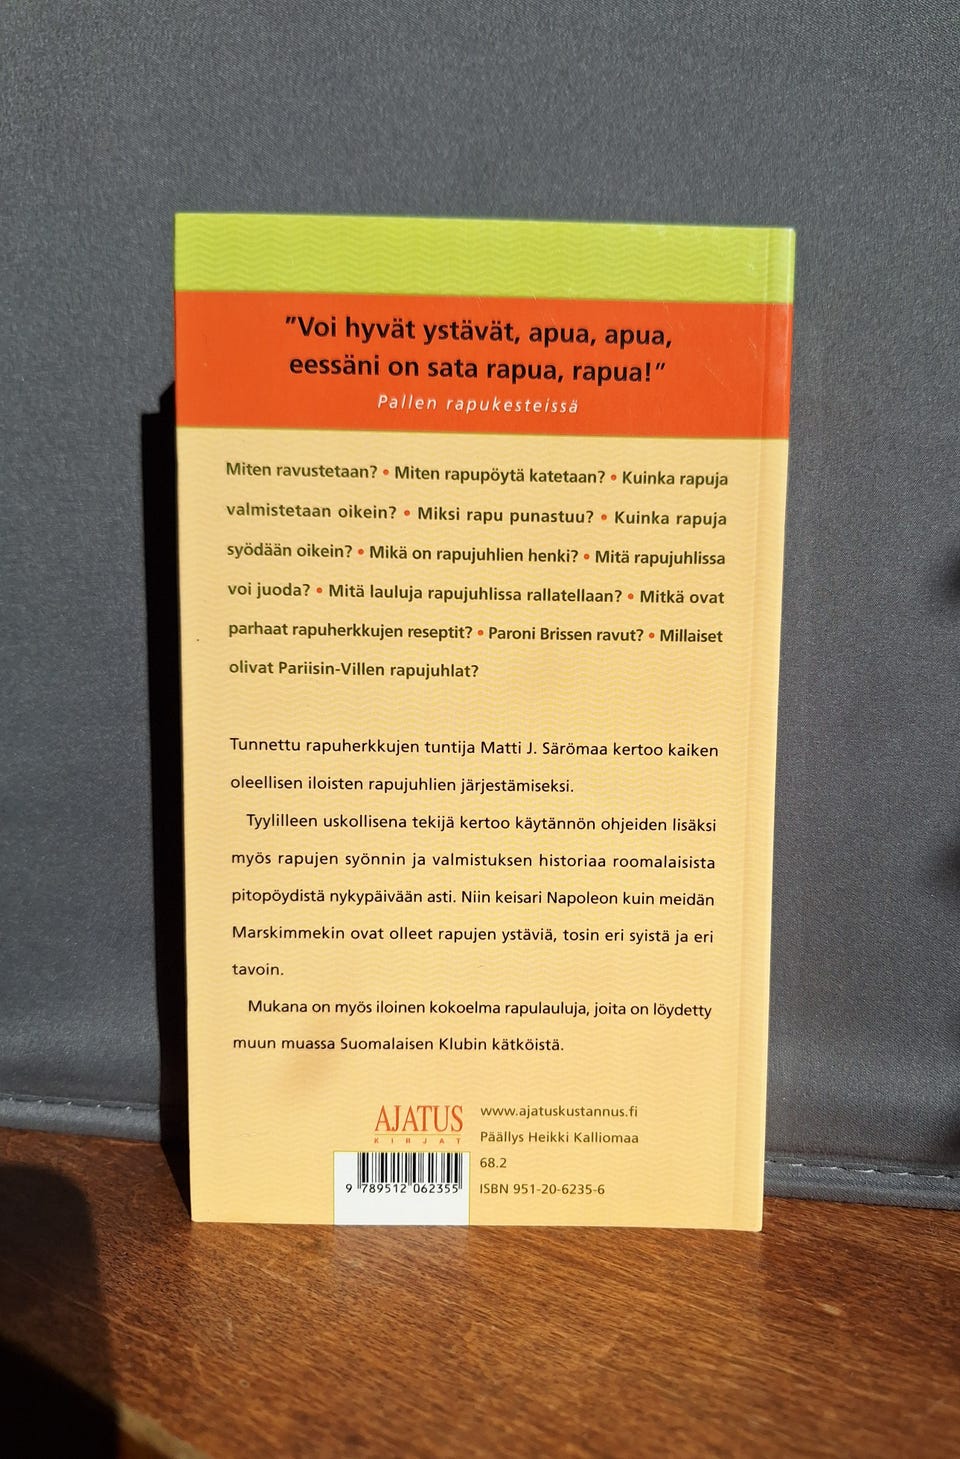 ”Voi hyvät ystävät, apua, apua,
eessäni on sata rapua, rapua!”
Pallen rapukesteissä
Miten ravustetaan? • Miten rapupöytä katetaan? • Kuinka rapuja
valmistetaan oikein? • Miksi rapu punastuu? • Kuinka rapuja
syödään oikein? • Mikä on rapujuhlien henki? • Mitä rapujuhlissa
voi juoda? • Mitä lauluja rapujuhlissa rallatellaan? • Mitkä ovat
parhaat rapuherkkujen reseptit? • Paroni Brissen ravut? • Millaiset
olivat Pariisin-Villen rapujuhlat?
Tunnettu rapuherkkujen tuntija Matti J. Särömaa kertoo kaiken
oleellisen iloisten rapujuhlien järjestämiseksi.
Tyylilleen uskollisena tekijä kertoo käytännön ohjeiden lisäksi
myös rapujen syönnin ja valmistuksen historiaa roomalaisista
pitopöydistä nykypäivään asti. Niin keisari Napoleon kuin meidän
Marskimmekin ovat olleet rapujen ystäviä, tosin eri syistä ja eri
tavoin.
Mukana on myös iloinen kokoelma rapulauluja, joita on löydetty
muun muassa Suomalaisen Klubin kätköistä.
AJATUS
KIRJAT
www.ajatuskustannus.fi
Päällys Heikki Kalliomaa
68.2
ISBN 951-20-6235-6
9 789512 062355